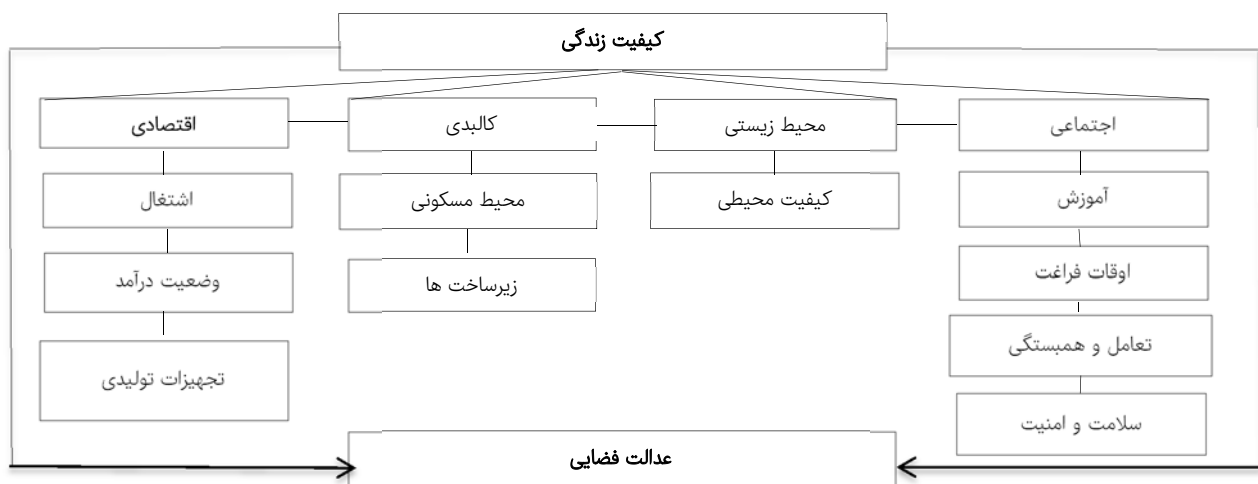 کیفیت زندگی
اجتماعی
محیط زیستی
کالبدی
اقتصادی
آموزش
کیفیت محیطی
محیط مسکونی
اشتغال
اوقات فراغت
زیرساخت ها
وضعیت درآمد
تعامل و همبستگی
تجهیزات تولیدی
سلامت و امنیت
عدالت فضایی